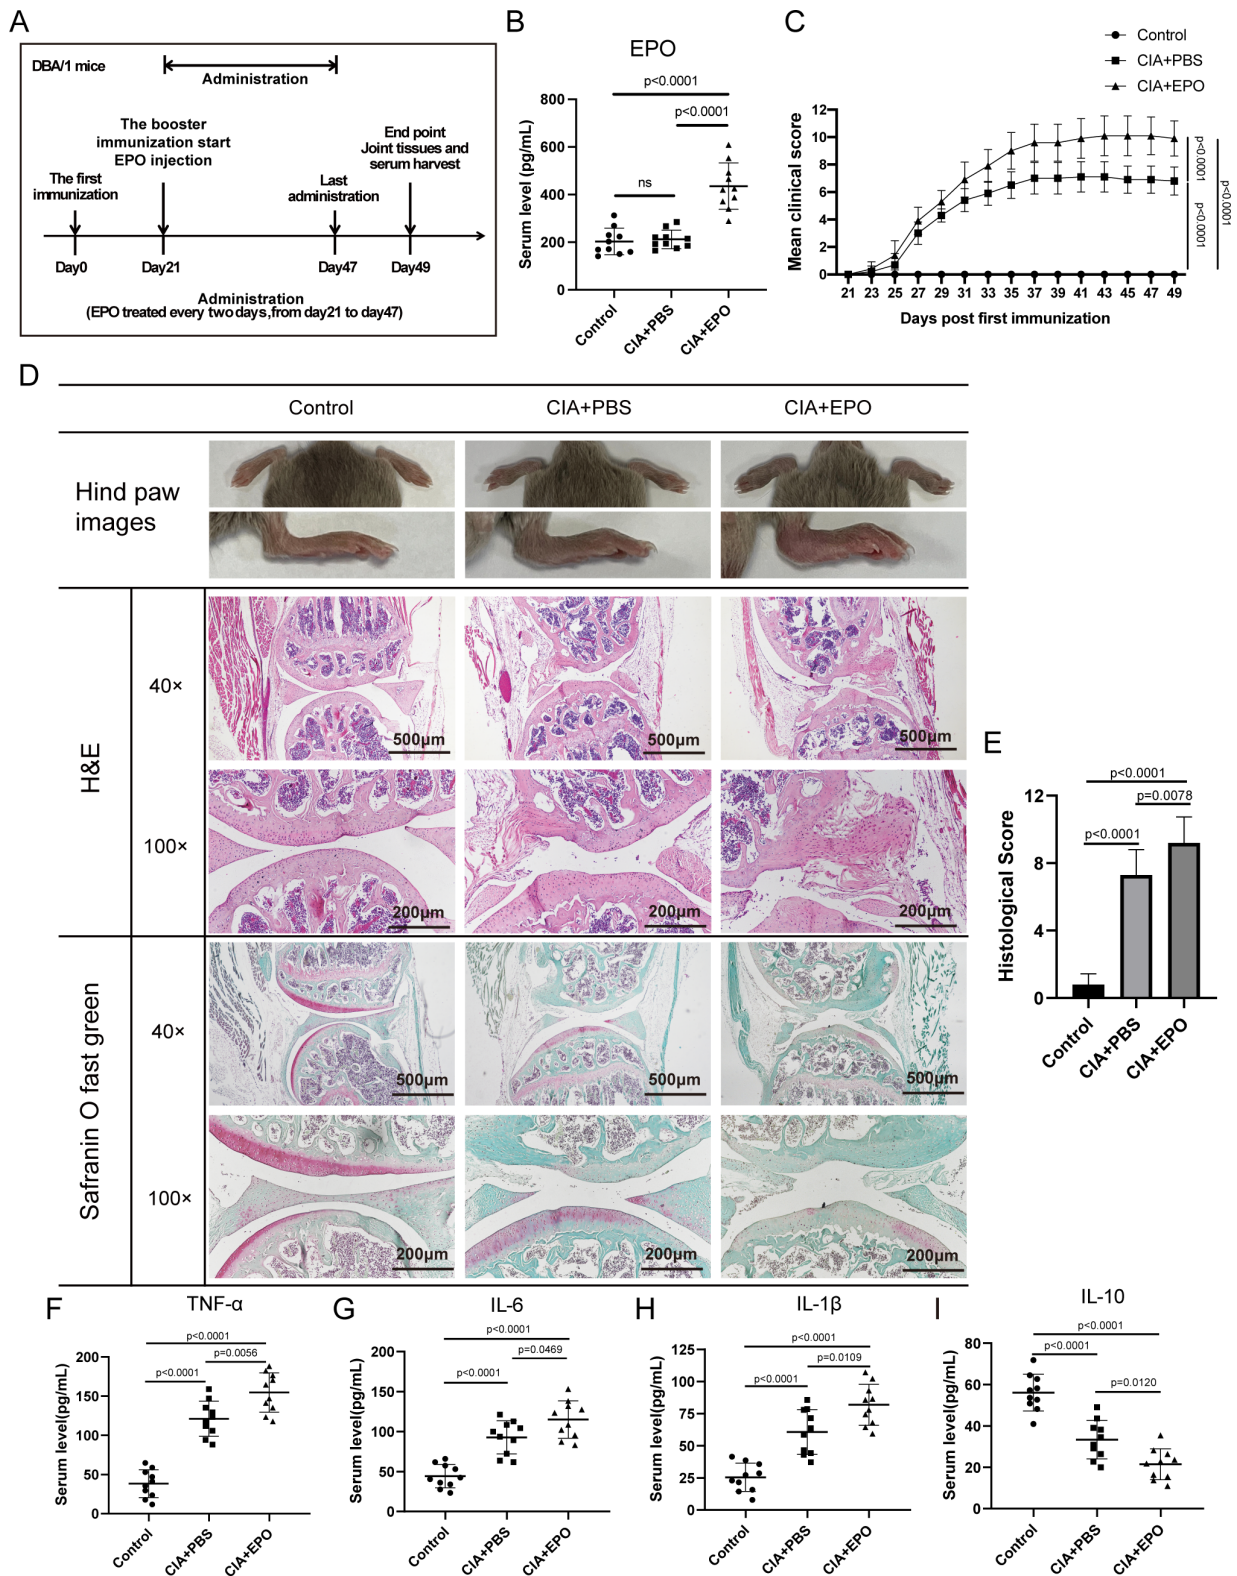 A
DBA/1 mice
Administration
The booster
immunization start
EPO injection
End point
Joint tissues and
serum harvest
The first
immunization
Last
administration
Day0
Day21
Day47
Day49
Administration
(EPO treated every two days,from day21 to day47)
B
EPO
p<0.0001
p<0.0001
ns
Serum level (pg/mL)
800
600
400
200
0
Control
CIA+PBS
CIA+EPO
C
Control
CIA+PBS
CIA+EPO
Mean clinical score
12
10
8
6
4
2
0
21 23 25 27 29 31 33 35 37 39 41 43 45 47 49
Days post first immunization
p<0.0001
p<0.0001
p<0.0001
D
Control
CIA+PBS
CIA+EPO
Hind paw
images
H&E
40×
500μm
500μm
500μm
100×
200μm
200μm
200μm
Safranin O fast green
40×
500μm
500μm
500μm
100×
200μm
200μm
200μm
E
p<0.0001
p=0.0078
p<0.0001
Histological Score
12
8
4
0
Control
CIA+PBS
CIA+EPO
F
TNF-α
p<0.0001
p=0.0056
p<0.0001
Serum level(pg/mL)
200
150
100
50
0
Control
CIA+PBS
CIA+EPO
G
IL-6
p<0.0001
p=0.0469
p<0.0001
Serum level(pg/mL)
200
150
100
50
0
Control
CIA+PBS
CIA+EPO
H
IL-1β
p<0.0001
p=0.0109
p<0.0001
Serum level(pg/mL)
125
100
75
50
25
0
Control
CIA+PBS
CIA+EPO
I
IL-10
p<0.0001
p<0.0001
p=0.0120
Serum level(pg/mL)
80
60
40
20
0
Control
CIA+PBS
CIA+EPO